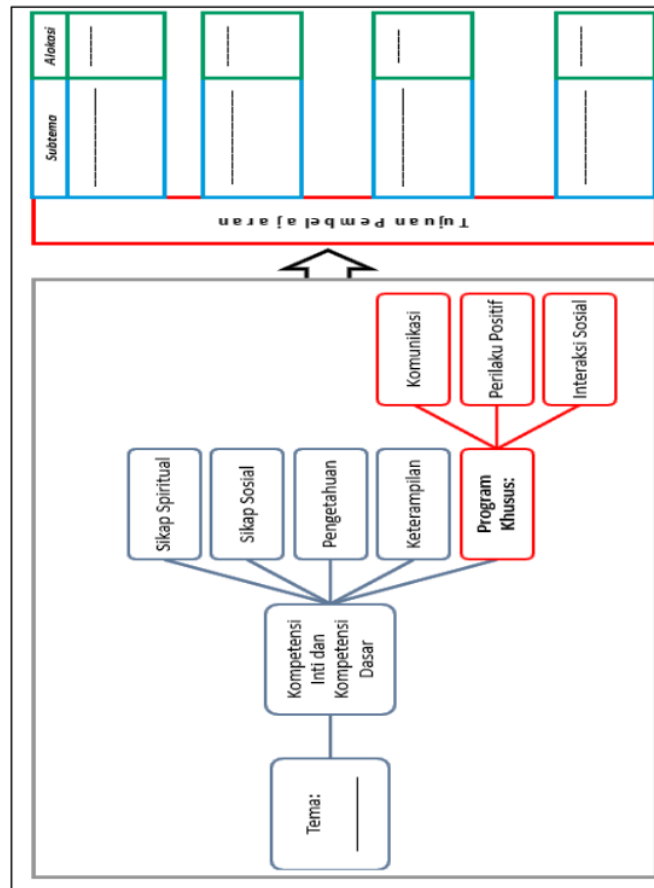 Tema:
Kompetensi
Inti dan
Kompetensi
Dasar
Sikap Spiritual
Sikap Sosial
Pengetahuan
Keterampilan
Program
Khusus:
Komunikasi
Perilaku Positif
Interaksi Sosial
Tujuan Pembelajaran
Subtema
Alokasi